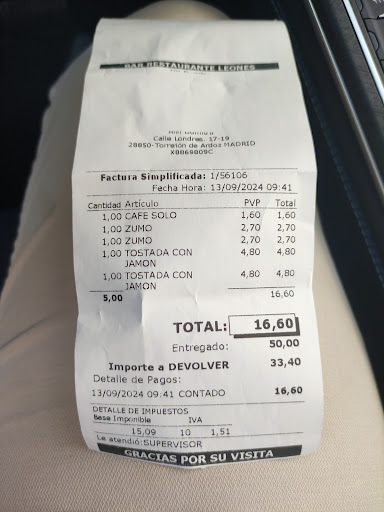 BAR RESTAURANTE LEONES
Calle Londres, 17-19
28850-Torrejón de Ardoz MADRID
X8869809C
Factura Simplificada: 1/56106
Fecha Hora: 13/09/2024 09:41
Cantidad Artículo PVP Total
1,00 CAFE SOLO 1,60 1,60
1,00 ZUMO 2,70 2,70
1,00 ZUMO 2,70 2,70
1,00 TOSTADA CON 4,80 4,80
JAMON
1,00 TOSTADA CON 4,80 4,80
JAMON
5,00 16,60
TOTAL: 16,60
Entregado: 50,00
Importe a DEVOLVER 33,40
Detalle de Pagos:
13/09/2024 09:41 CONTADO 16,60
DETALLE DE IMPUESTOS
Base Imponible IVA
15,09 10 1,51
Le atendió:SUPERVISOR
GRACIAS POR SU VISITA